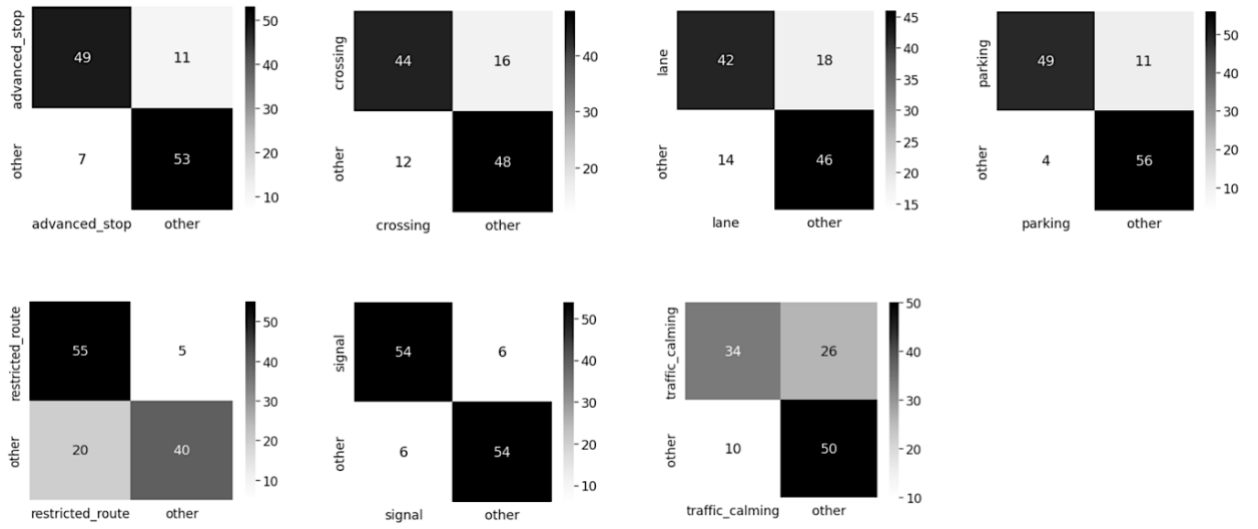 advanced_stop
49 11
other
7 53
advanced_stop other
50
40
30
20
10
crossing
44 16
other
12 48
crossing other
40
30
20
lane
42 18
other
14 46
lane other
45
40
35
30
25
20
15
parking
49 11
other
4 56
parking other
50
40
30
20
10
restricted_route
55 5
other
20 40
restricted_route other
50
40
30
20
10
signal
54 6
other
6 54
signal other
50
40
30
20
10
traffic_calming
34 26
other
10 50
traffic_calming other
50
40
30
20
10